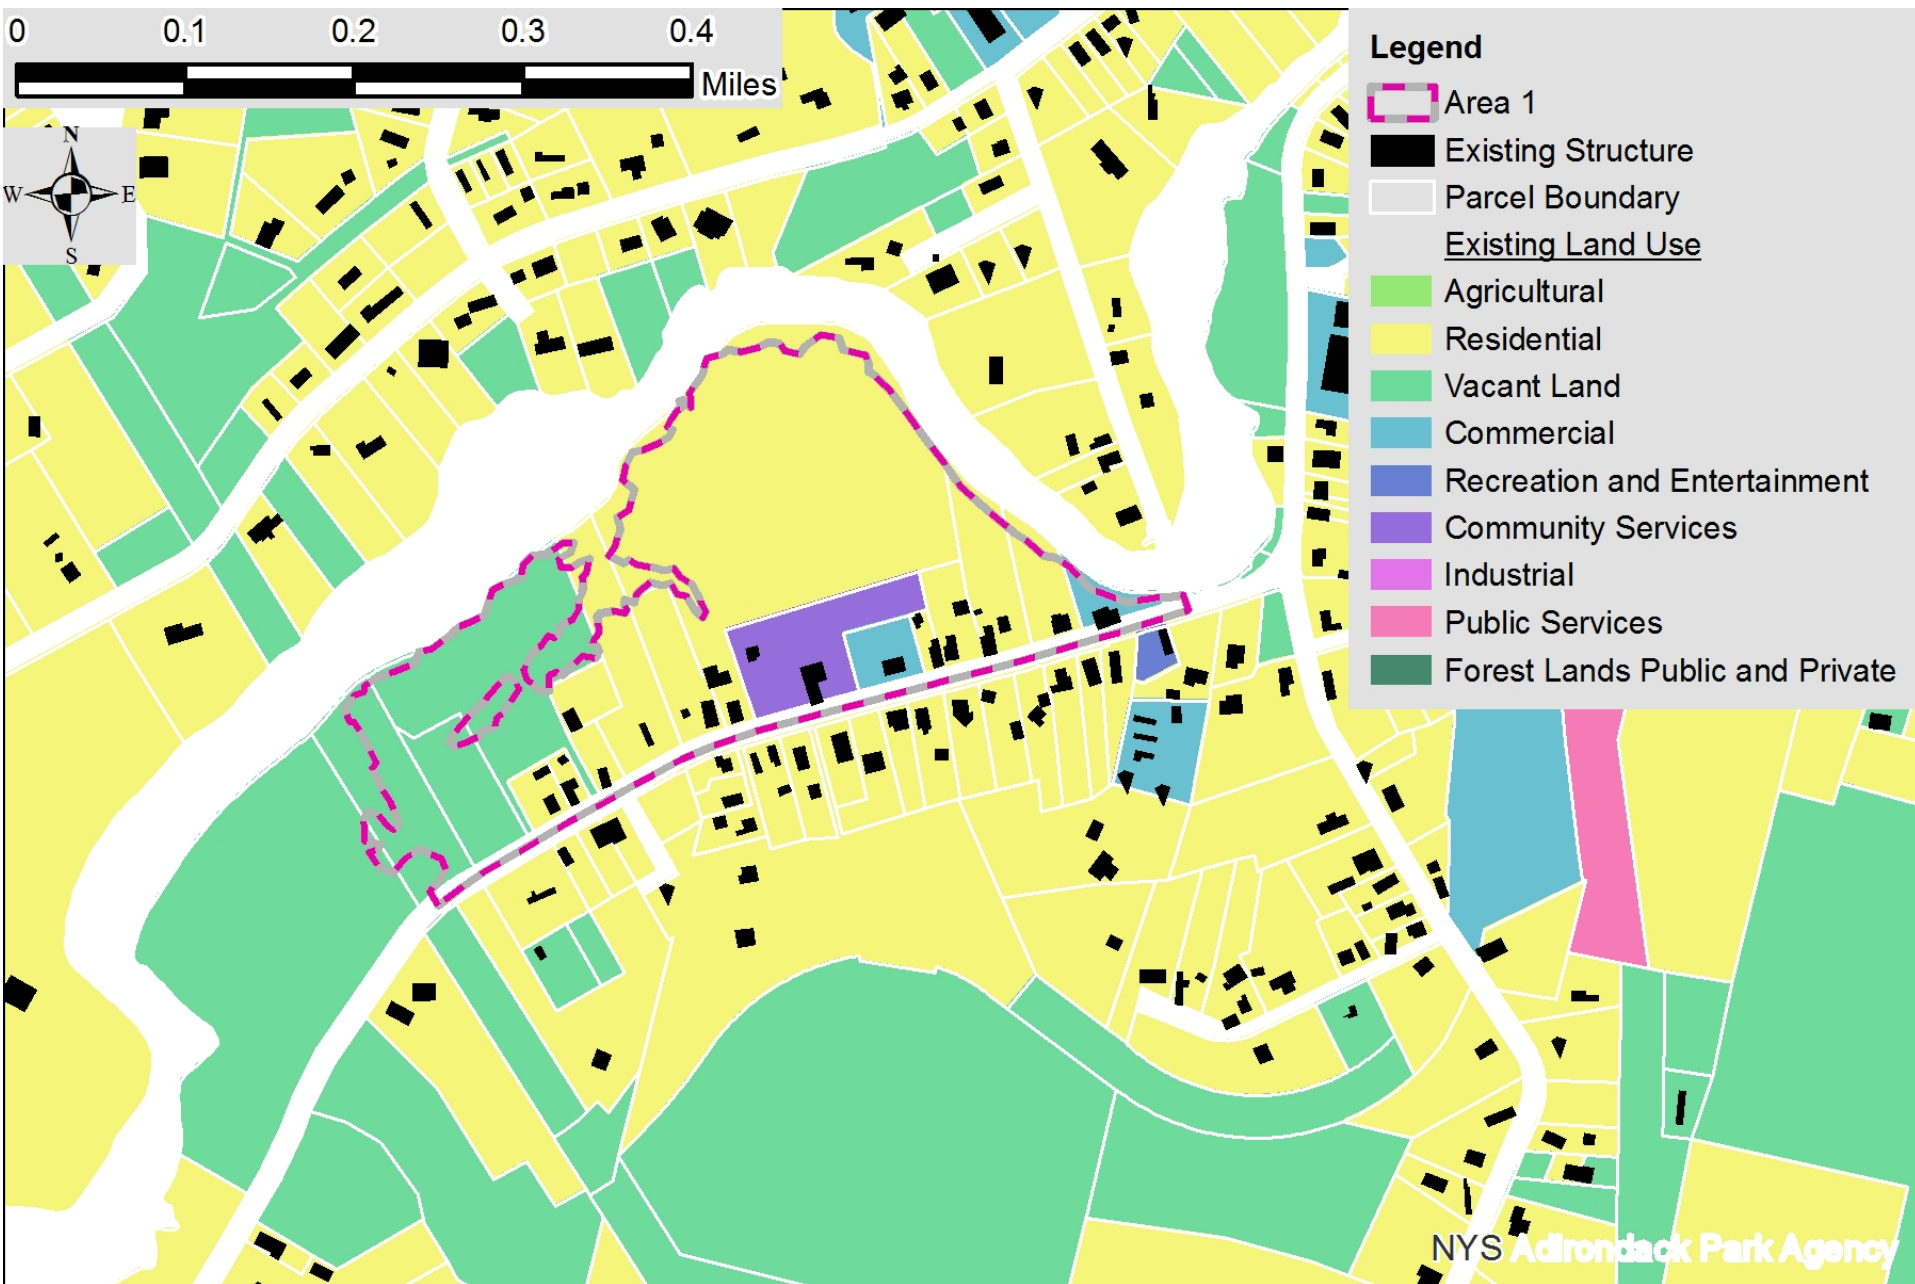 0 0.1 0.2 0.3 0.4
Miles
N
W E
S
Legend
Area 1
Existing Structure
Parcel Boundary
Existing Land Use
Agricultural
Residential
Vacant Land
Commercial
Recreation and Entertainment
Community Services
Industrial
Public Services
Forest Lands Public and Private
NYS Adirondack Park Agency